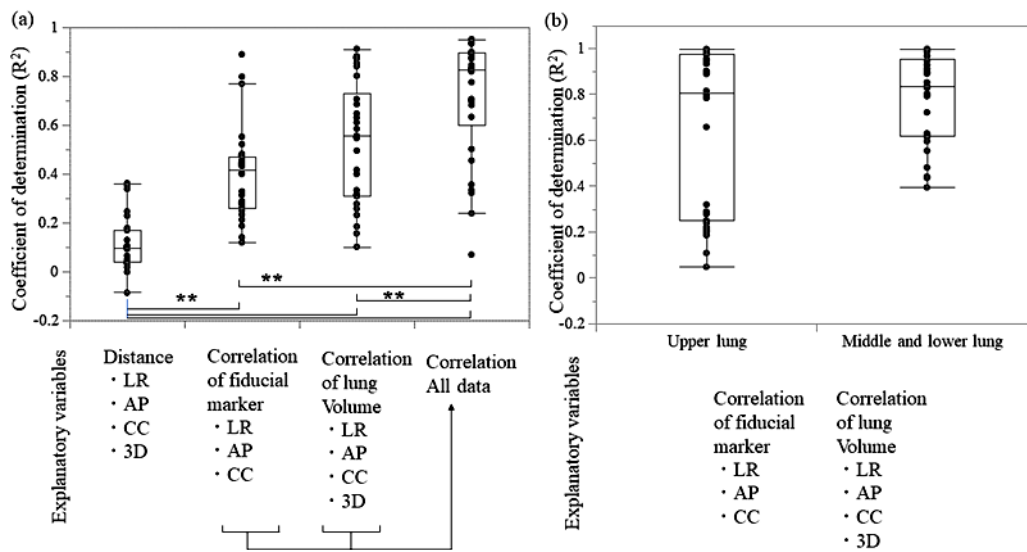 (a)
Coefficient of determination (R²)
1
0.8
0.6
0.4
0.2
0
-0.2
**
**
**
Explanatory variables
Distance
・LR
・AP
・CC
・3D
Correlation
of fiducial
marker
・LR
・AP
・CC
Correlation
of lung
Volume
・LR
・AP
・CC
・3D
Correlation
All data
(b)
Coefficient of determination (R²)
1
0.8
0.6
0.4
0.2
0
-0.2
Upper lung
Middle and lower lung
Explanatory variables
Correlation
of fiducial
marker
・LR
・AP
・CC
Correlation
of lung
Volume
・LR
・AP
・CC
・3D